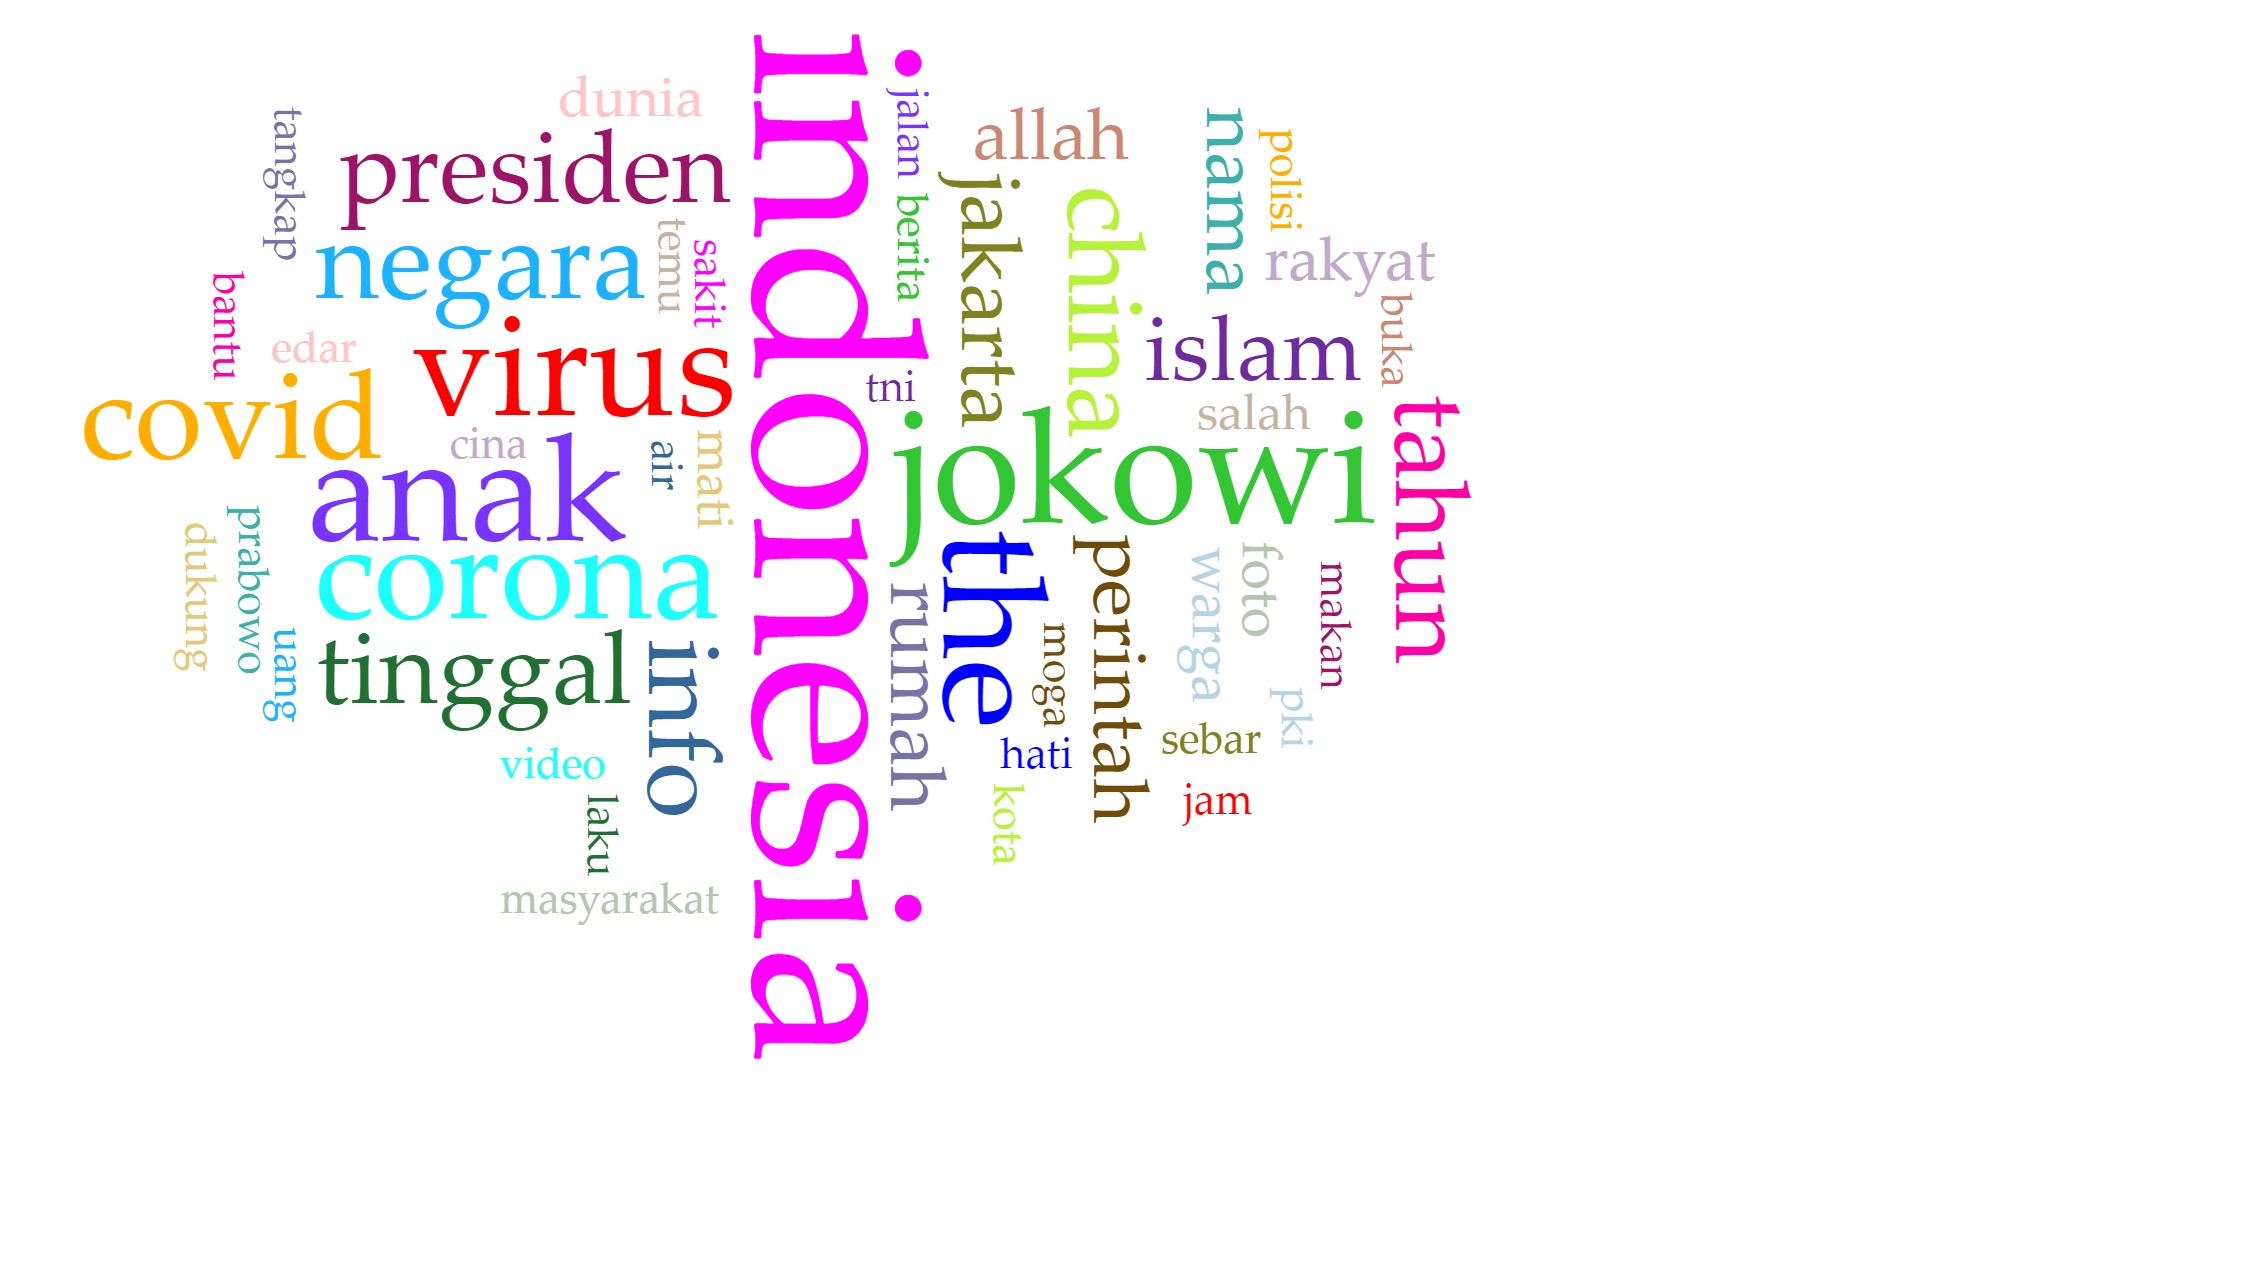 dunia
tangkap
presiden
negara
temu
sakit
bantu
edar
virus
covid
cina
anak
air
mati
corona
dukung
prabowo
uang
tinggal
info
video
laku
masyarakat
indonesia
jalan
berita
tni
allah
jakarta
china
nama
polisi
rakyat
buka
islam
salah
jokowi
tahun
the
rumah
moga
perintah
warga
foto
makan
pki
hati
sebar
kota
jam